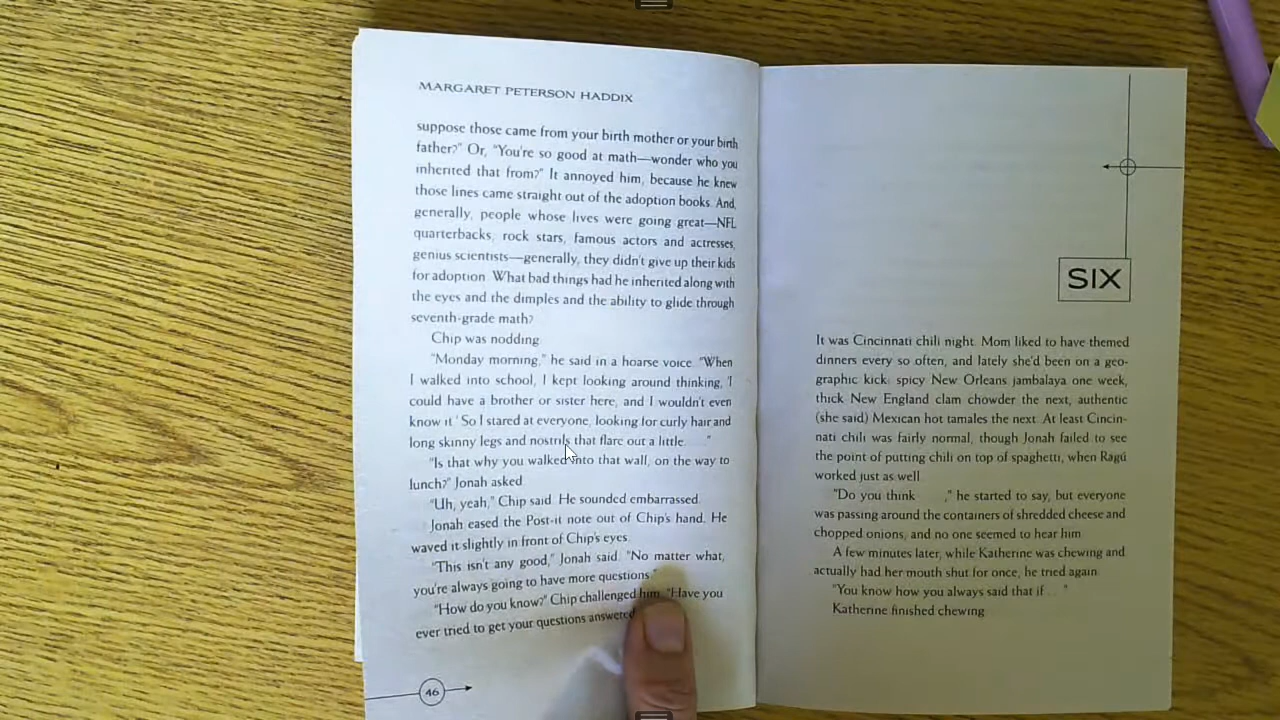 MARGARET PETERSON HADDIX
suppose those came from your birth mother or your birth
father?" Or, "You're so good at math—wonder who you
inherited that from?" It annoyed him, because he knew
those lines came straight out of the adoption books. And,
generally, people whose lives were going great—NFL
quarterbacks, rock stars, famous actors and actresses,
genius scientists—generally, they didn't give up their kids
for adoption. What bad things had he inherited along with
the eyes and the dimples and the ability to glide through
seventh-grade math?
Chip was nodding.
"Monday morning," he said in a hoarse voice. "When
I walked into school, I kept looking around thinking, 'I
could have a brother or sister here, and I wouldn't even
know it.' So I stared at everyone, looking for curly hair and
long skinny legs and nostrils that flare out a little. . . ."
"Is that why you walked into that wall, on the way to
lunch?" Jonah asked.
"Uh, yeah," Chip said. He sounded embarrassed.
Jonah eased the Post-it note out of Chip's hand. He
waved it slightly in front of Chip's eyes.
"This isn't any good," Jonah said. "No matter what,
you're always going to have more questions."
"How do you know?" Chip challenged him. "Have you
ever tried to get your questions answered
46
SIX
It was Cincinnati chili night. Mom liked to have themed
dinners every so often, and lately she'd been on a geo-
graphic kick: spicy New Orleans jambalaya one week,
thick New England clam chowder the next, authentic
(she said) Mexican hot tamales the next. At least Cincin-
nati chili was fairly normal, though Jonah failed to see
the point of putting chili on top of spaghetti, when Ragú
worked just as well.
"Do you think . . . ," he started to say, but everyone
was passing around the containers of shredded cheese and
chopped onions, and no one seemed to hear him.
A few minutes later, while Katherine was chewing and
actually had her mouth shut for once, he tried again.
"You know how you always said that if . . ."
Katherine finished chewing.